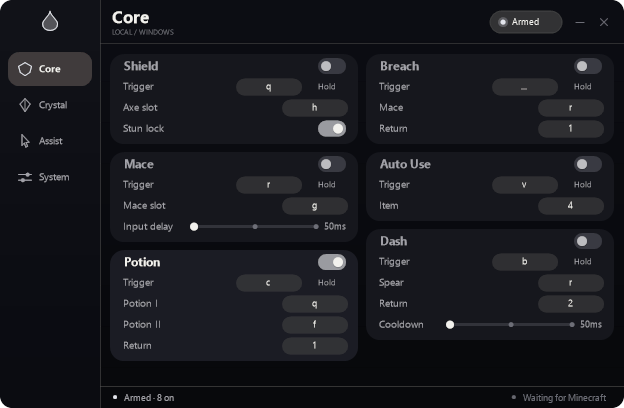 Core
LOCAL / WINDOWS
Armed
Core
Crystal
Assist
System
Shield
Trigger q Hold
Axe slot h
Stun lock
Mace
Trigger r Hold
Mace slot g
Input delay 50ms
Potion
Trigger c Hold
Potion I q
Potion II f
Return 1
Breach
Trigger ... Hold
Mace r
Return 1
Auto Use
Trigger v Hold
Item 4
Dash
Trigger b Hold
Spear r
Return 2
Cooldown 50ms
Armed · 8 on
Waiting for Minecraft